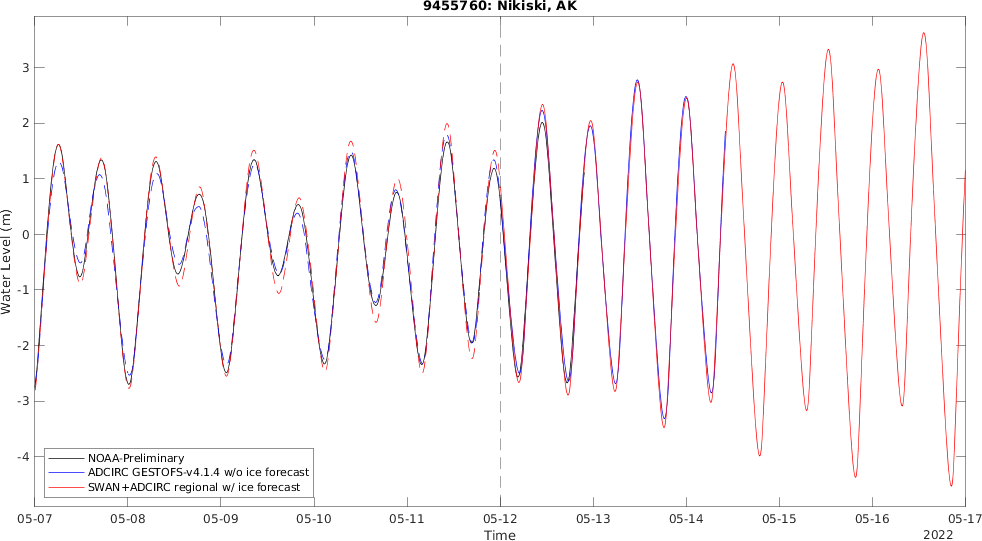 9455760: Nikiski, AK
3
2
1
0
-1
-2
-3
-4
Water Level (m)
NOAA-Preliminary
ADCIRC GESTOFS-v4.1.4 w/o ice forecast
SWAN+ADCIRC regional w/ ice forecast
05-07 05-08 05-09 05-10 05-11 05-12 05-13 05-14 05-15 05-16 05-17
Time
2022